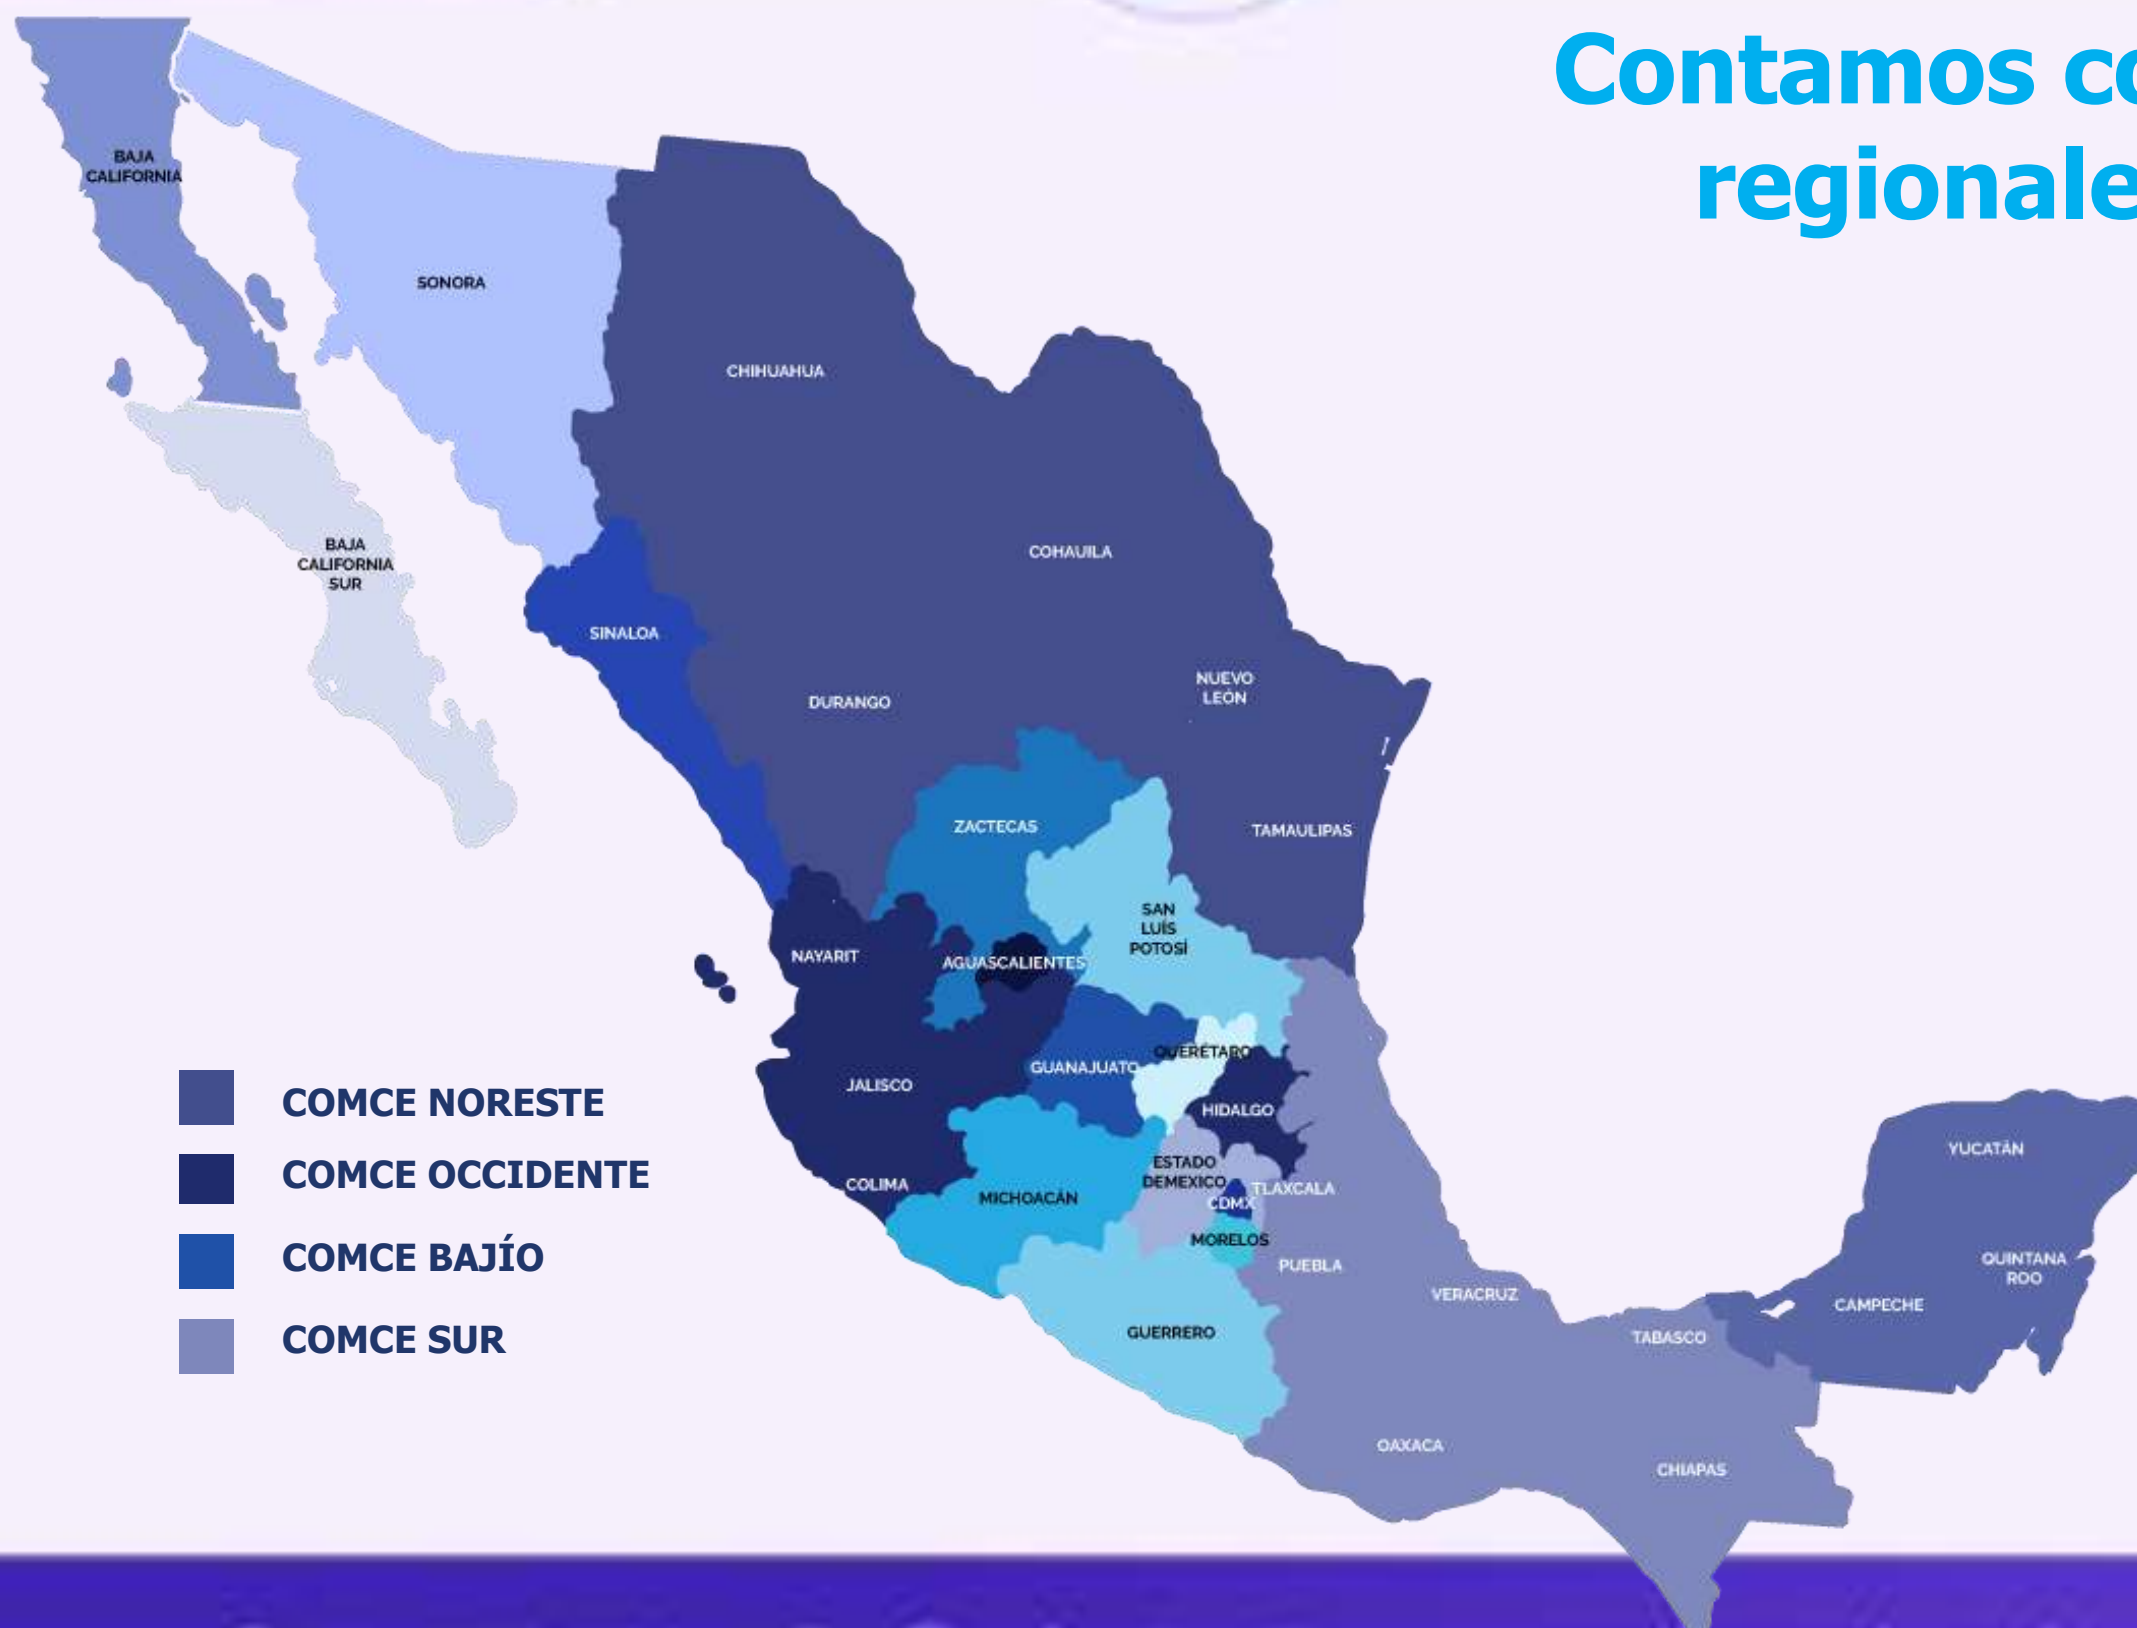 Contamos co
regionale
BAJA
CALIFORNIA
SONORA
CHIHUAHUA
COHAUILA
BAJA
CALIFORNIA
SUR
SINALOA
NUEVO
LEÓN
DURANGO
ZACTECAS
TAMAULIPAS
SAN
LUÍS
POTOSÍ
NAYARIT
AGUASCALIENTES
QUERÉTARO
GUANAJUATO
JALISCO
HIDALGO
COMCE NORESTE
COMCE OCCIDENTE
COMCE BAJÍO
COMCE SUR
ESTADO
DEMEXICO
COLIMA
MICHOACÁN
CDMX
TLAXCALA
MORELOS
PUEBLA
VERACRUZ
GUERRERO
YUCATÁN
QUINTANA
ROO
CAMPECHE
TABASCO
OAXACA
CHIAPAS